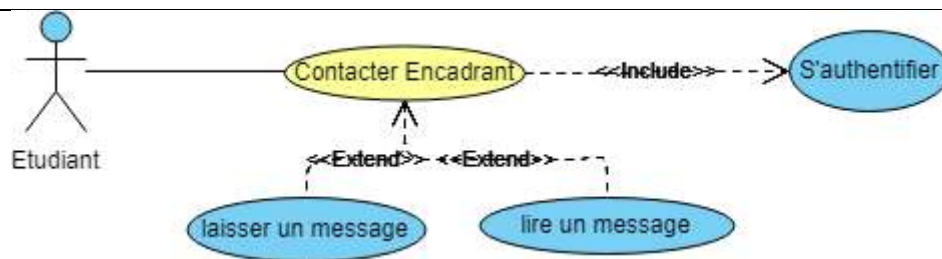 Contacter Encadrant
<<Include>>
S'authentifier
Etudiant
<<Extend>>
<<Extend>>
laisser un message
lire un message